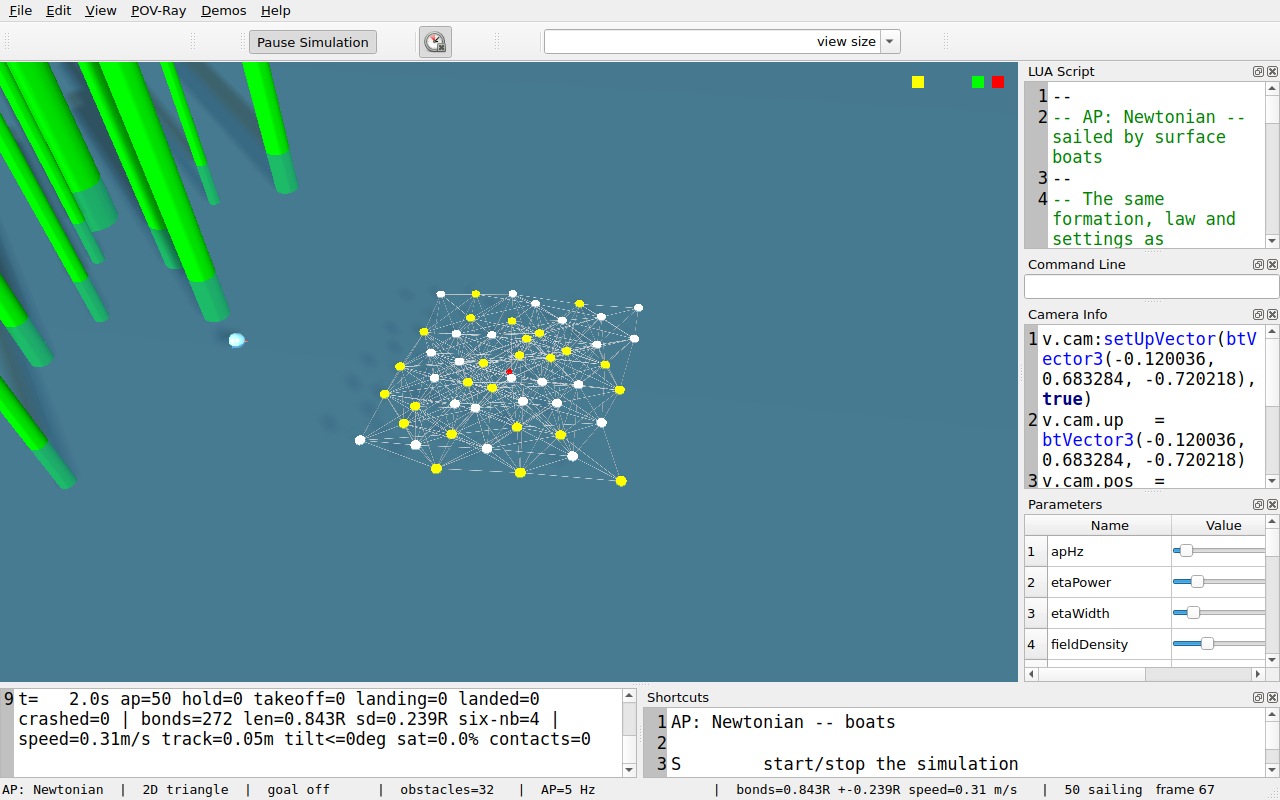 File Edit View POV-Ray Demos Help
Pause Simulation
view size
LUA Script
1 --
2 -- AP: Newtonian --
sailed by surface
boats
3 --
4 -- The same
formation, law and
settings as
Command Line
Camera Info
1 v.cam:setUpVector(btV
ector3(-0.120036,
0.683284, -0.720218),
true)
2 v.cam.up   =
btVector3(-0.120036,
0.683284, -0.720218)
3 v.cam.pos  =
Parameters
Name Value
1 apHz
2 etaPower
3 etaWidth
4 fieldDensity
9 t=   2.0s ap=50 hold=0 takeoff=0 landing=0 landed=0
crashed=0 | bonds=272 len=0.843R sd=0.239R six-nb=4 |
speed=0.31m/s track=0.05m tilt<=0deg sat=0.0% contacts=0
Shortcuts
1 AP: Newtonian -- boats
2
3 S        start/stop the simulation
AP: Newtonian | 2D triangle | goal off | obstacles=32 | AP=5 Hz | bonds=0.843R +-0.239R speed=0.31 m/s | 50 sailing frame 67